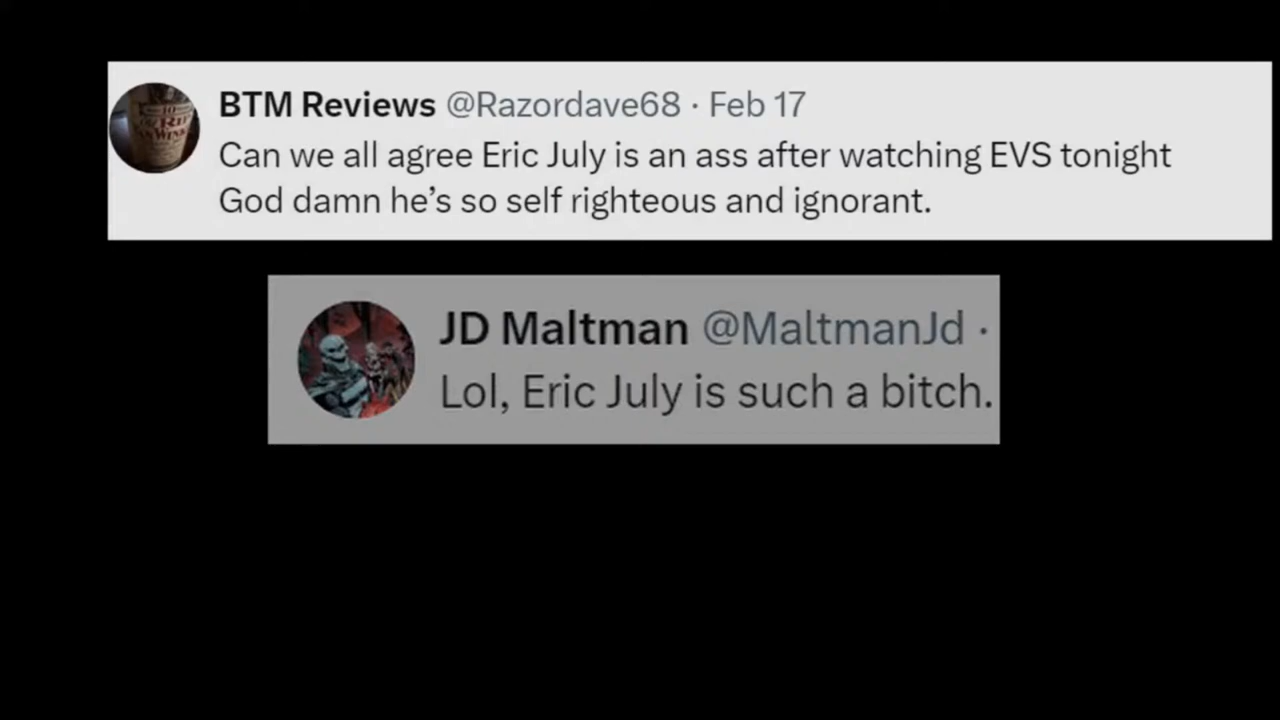 BTM Reviews @Razordave68 · Feb 17
Can we all agree Eric July is an ass after watching EVS tonight
God damn he’s so self righteous and ignorant.
JD Maltman @MaltmanJd ·
Lol, Eric July is such a bitch.